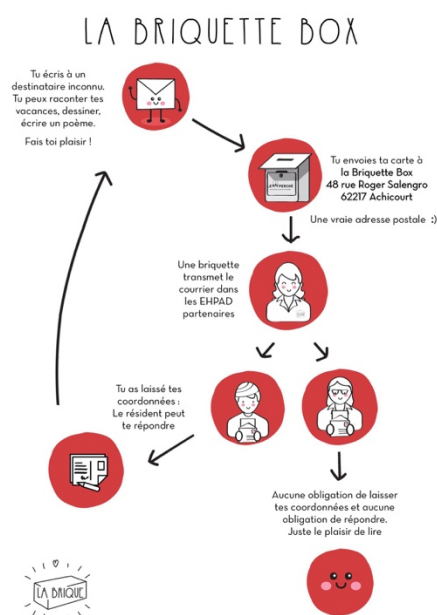 LA BRIQUETTE BOX
Tu écris à un
destinataire inconnu.
Tu peux raconter tes
vacances, dessiner,
écrire un poème.
Fais toi plaisir !
Tu envoies ta carte à
la Briquette Box
48 rue Roger Salengro
62217 Achicourt
Une vraie adresse postale :)
Une briquette
transmet le
courrier dans
les EHPAD
partenaires
Tu as laissé tes
coordonnées :
Le résident peut
te répondre
Aucune obligation de laisser
tes coordonnées et aucune
obligation de répondre.
Juste le plaisir de lire
LA BRIQUE